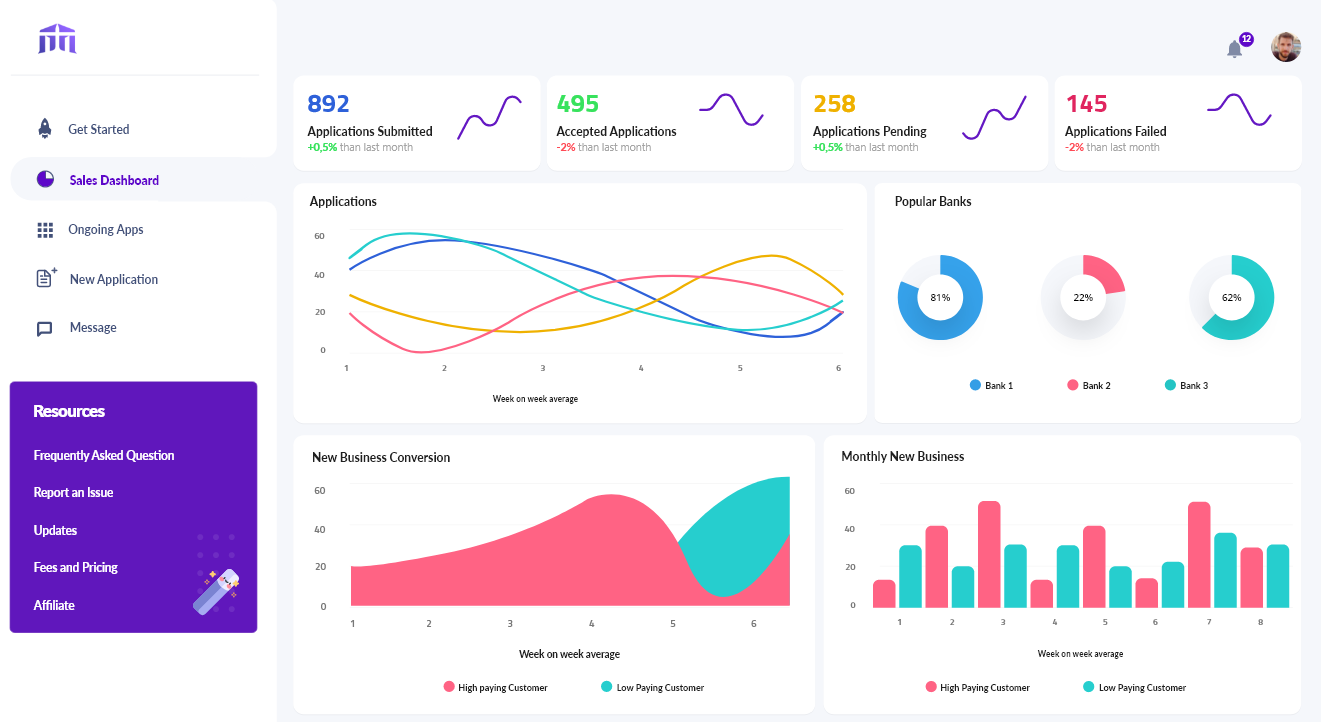 12
Get Started
Sales Dashboard
Ongoing Apps
New Application
Message
Resources
Frequently Asked Question
Report an Issue
Updates
Fees and Pricing
Affiliate
892
Applications Submitted
+0,5% than last month
495
Accepted Applications
-2% than last month
258
Applications Pending
+0,5% than last month
145
Applications Failed
-2% than last month
Applications
60
40
20
0
1 2 3 4 5 6
Week on week average
Popular Banks
81% 22% 62%
Bank 1 Bank 2 Bank 3
New Business Conversion
60
40
20
0
1 2 3 4 5 6
Week on week average
High paying Customer Low Paying Customer
Monthly New Business
60
40
20
0
1 2 3 4 5 6 7 8
Week on week average
High Paying Customer Low Paying Customer